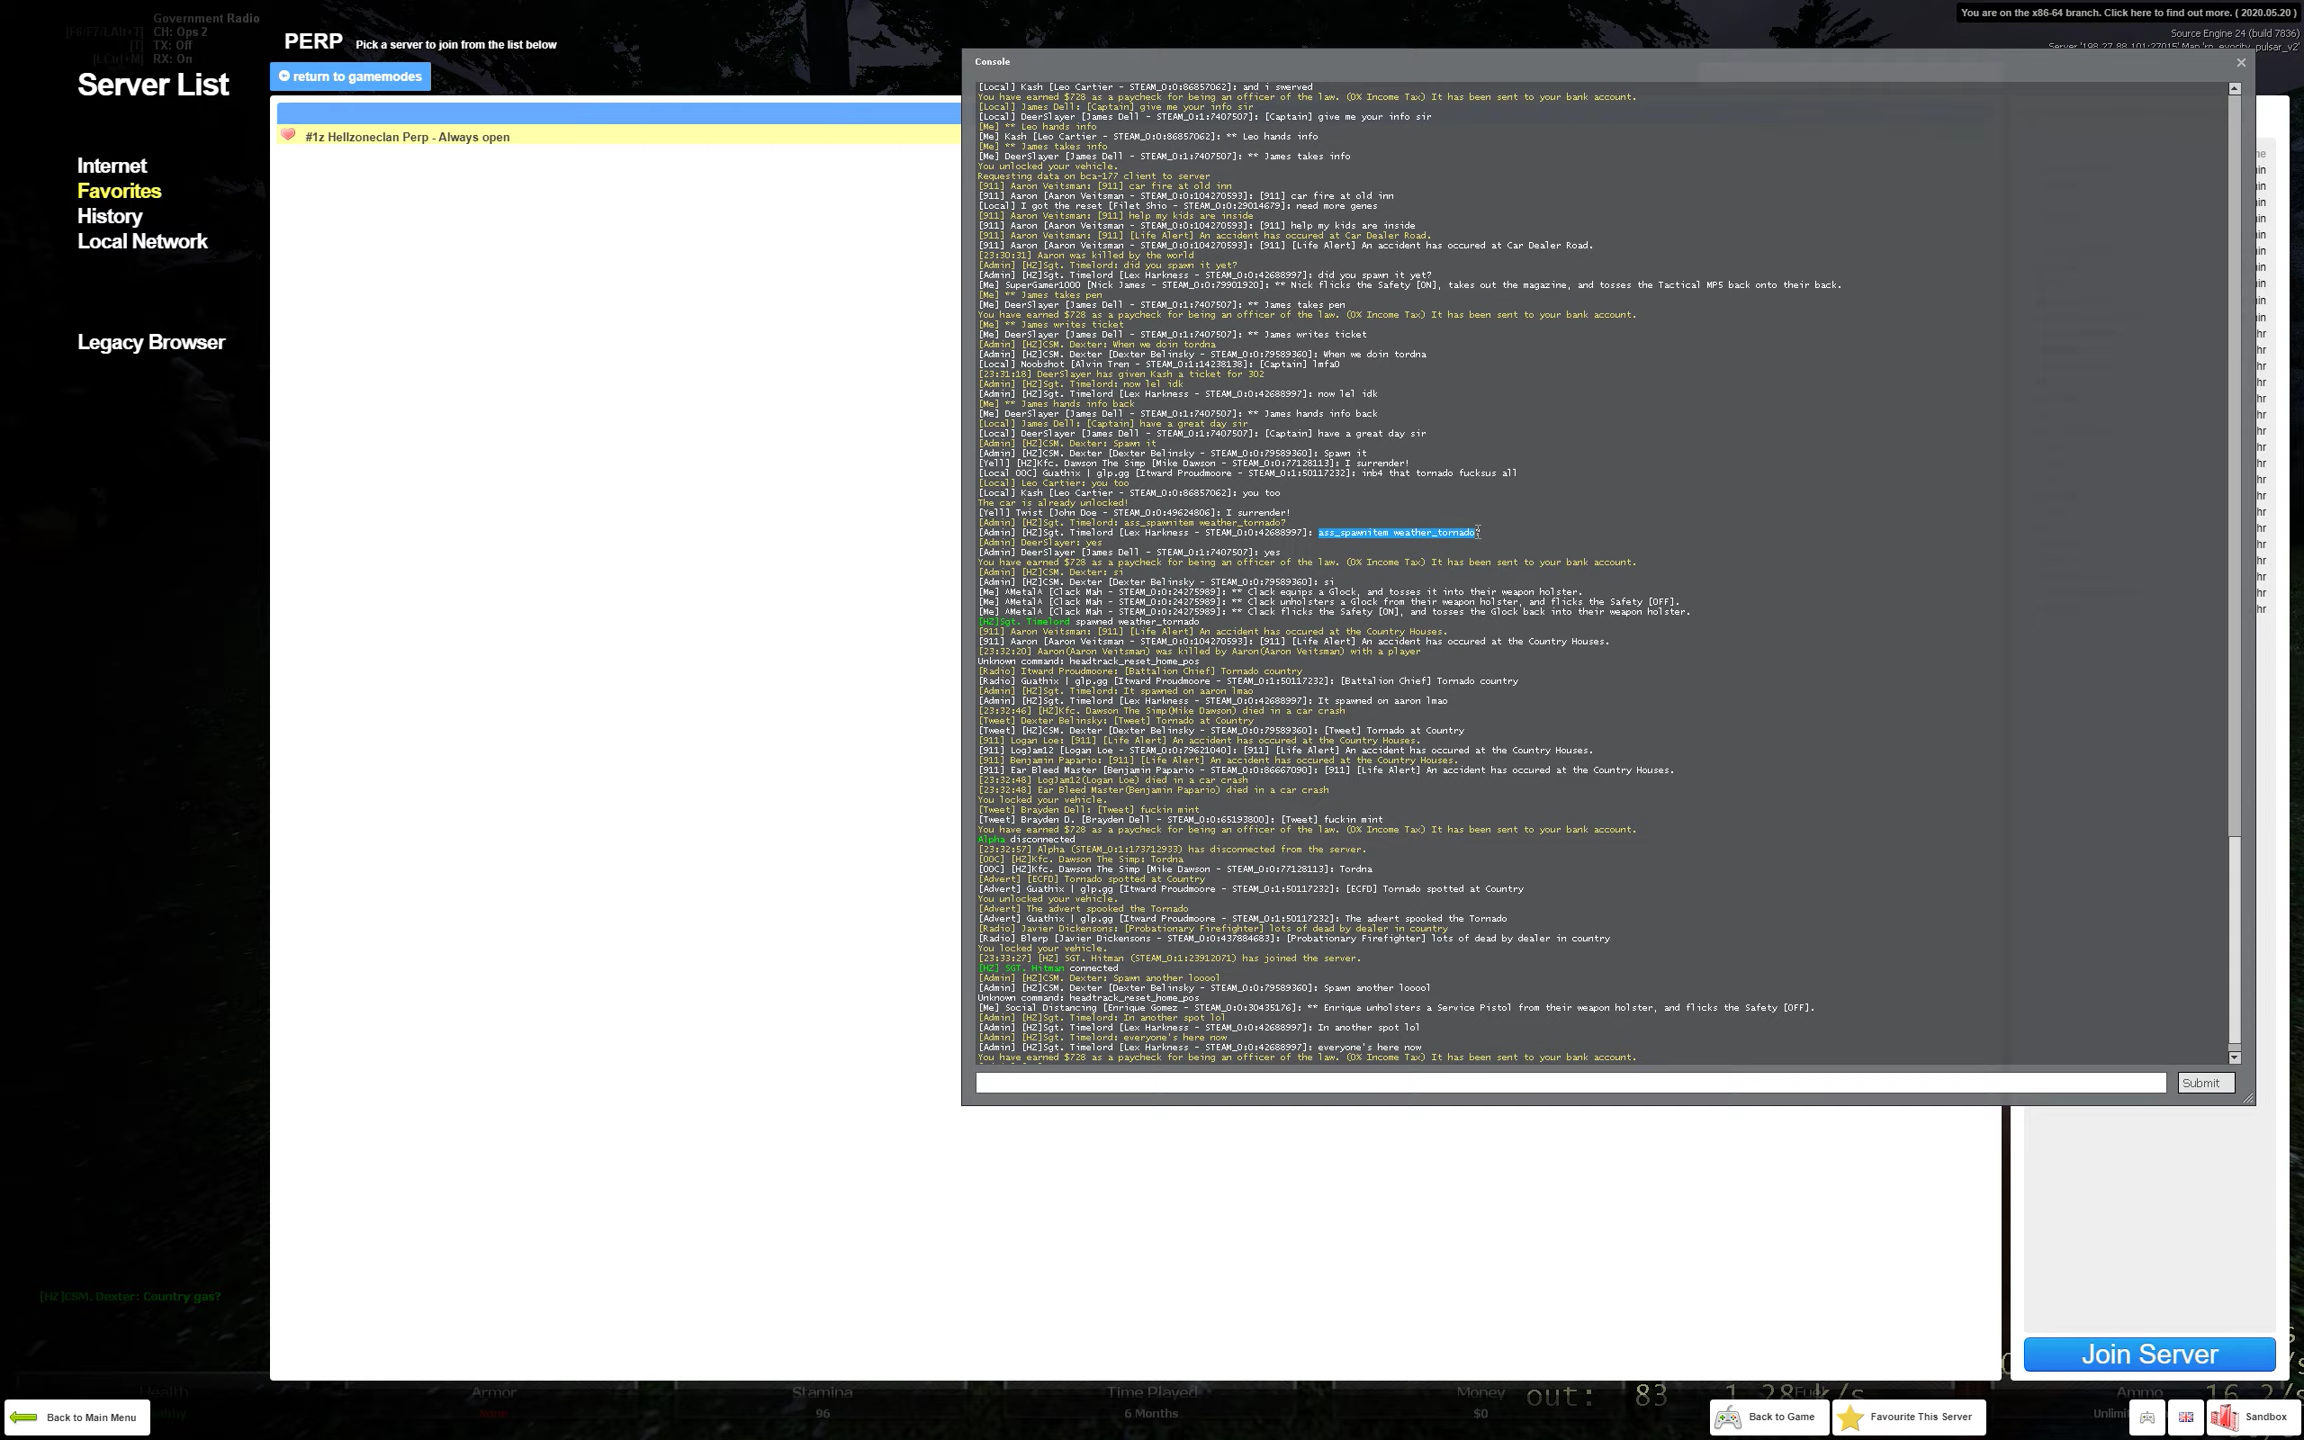 Government Radio
[F6/F7/LAlt+T] CH: Ops 2
[T] TX: Off
RX: On
Server List
PERP Pick a server to join from the list below
return to gamemodes
You are on the x86-64 branch. Click here to find out more. ( 2020.05.20 )
Source Engine 24 (build 7836)
Server '198.27.88.101:27015' Map 'rp_evocity_pulsar_v2'
#1z Hellzoneclan Perp - Always open
Internet
Favorites
History
Local Network
Legacy Browser
Console
[Local] Kash [Leo Cartier - STEAM_0:0:86857062]: and i swerved
You have earned $728 as a paycheck for being an officer of the law. (0% Income Tax) It has been sent to your bank account.
[Local] James Dell: [Captain] give me your info sir
[Local] DeerSlayer [James Dell - STEAM_0:1:7407507]: [Captain] give me your info sir
[Me] ** Leo hands info
[Me] Kash [Leo Cartier - STEAM_0:0:86857062]: ** Leo hands info
[Me] ** James takes info
[Me] DeerSlayer [James Dell - STEAM_0:1:7407507]: ** James takes info
You unlocked your vehicle.
Requesting data on bca-177 client to server
[911] Aaron Veitsman: [911] car fire at old inn
[911] Aaron [Aaron Veitsman - STEAM_0:0:104270593]: [911] car fire at old inn
[Local] I got the reset [Filet Shio - STEAM_0:0:29014679]: need more genes
[911] Aaron Veitsman: [911] help my kids are inside
[911] Aaron [Aaron Veitsman - STEAM_0:0:104270593]: [911] help my kids are inside
[911] Aaron Veitsman: [911] [Life Alert] An accident has occured at Car Dealer Road.
[911] Aaron [Aaron Veitsman - STEAM_0:0:104270593]: [911] [Life Alert] An accident has occured at Car Dealer Road.
[23:30:31] Aaron was killed by the world
[Admin] [HZ]Sgt. Timelord: did you spawn it yet?
[Admin] [HZ]Sgt. Timelord [Lex Harkness - STEAM_0:0:42688997]: did you spawn it yet?
[Me] SuperGamer1000 [Nick James - STEAM_0:0:79901920]: ** Nick flicks the Safety [ON], takes out the magazine, and tosses the Tactical MP5 back onto their back.
[Me] ** James takes pen
[Me] DeerSlayer [James Dell - STEAM_0:1:7407507]: ** James takes pen
You have earned $728 as a paycheck for being an officer of the law. (0% Income Tax) It has been sent to your bank account.
[Me] ** James writes ticket
[Me] DeerSlayer [James Dell - STEAM_0:1:7407507]: ** James writes ticket
[Admin] [HZ]CSM. Dexter: When we doin tordna
[Admin] [HZ]CSM. Dexter [Dexter Belinsky - STEAM_0:0:79589360]: When we doin tordna
[Local] Noobshot [Alvin Tren - STEAM_0:1:14238138]: [Captain] lmfaO
[23:31:18] DeerSlayer has given Kash a ticket for 302
[Admin] [HZ]Sgt. Timelord: now lel idk
[Admin] [HZ]Sgt. Timelord [Lex Harkness - STEAM_0:0:42688997]: now lel idk
[Me] ** James hands info back
[Me] DeerSlayer [James Dell - STEAM_0:1:7407507]: ** James hands info back
[Local] James Dell: [Captain] have a great day sir
[Local] DeerSlayer [James Dell - STEAM_0:1:7407507]: [Captain] have a great day sir
[Admin] [HZ]CSM. Dexter: Spawn it
[Admin] [HZ]CSM. Dexter [Dexter Belinsky - STEAM_0:0:79589360]: Spawn it
[Yell] [HZ]Kfc. Dawson The Simp [Mike Dawson - STEAM_0:0:77128113]: I surrender!
[Local OOC] Guathix | glp.gg [Itward Proudmoore - STEAM_0:1:50117232]: inb4 that tornado fucksus all
[Local] Leo Cartier: you too
[Local] Kash [Leo Cartier - STEAM_0:0:86857062]: you too
The car is already unlocked!
[Yell] Twist [John Doe - STEAM_0:0:49624806]: I surrender!
[Admin] [HZ]Sgt. Timelord: ass_spawnitem weather_tornado?
[Admin] [HZ]Sgt. Timelord [Lex Harkness - STEAM_0:0:42688997]: ass_spawnitem weather_tornado?
[Admin] DeerSlayer: yes
[Admin] DeerSlayer [James Dell - STEAM_0:1:7407507]: yes
You have earned $728 as a paycheck for being an officer of the law. (0% Income Tax) It has been sent to your bank account.
[Admin] [HZ]CSM. Dexter: si
[Admin] [HZ]CSM. Dexter [Dexter Belinsky - STEAM_0:0:79589360]: si
[Me] ^Metal^ [Clack Mah - STEAM_0:0:24275989]: ** Clack equips a Glock, and tosses it into their weapon holster.
[Me] ^Metal^ [Clack Mah - STEAM_0:0:24275989]: ** Clack unholsters a Glock from their weapon holster, and flicks the Safety [OFF].
[Me] ^Metal^ [Clack Mah - STEAM_0:0:24275989]: ** Clack flicks the Safety [ON], and tosses the Glock back into their weapon holster.
[HZ]Sgt. Timelord spawned weather_tornado
[911] Aaron Veitsman: [911] [Life Alert] An accident has occured at the Country Houses.
[911] Aaron [Aaron Veitsman - STEAM_0:0:104270593]: [911] [Life Alert] An accident has occured at the Country Houses.
[23:32:20] Aaron(Aaron Veitsman) was killed by Aaron(Aaron Veitsman) with a player
Unknown command: headtrack_reset_home_pos
[Radio] Itward Proudmoore: [Battalion Chief] Tornado country
[Radio] Guathix | glp.gg [Itward Proudmoore - STEAM_0:1:50117232]: [Battalion Chief] Tornado country
[Admin] [HZ]Sgt. Timelord: It spawned on aaron lmao
[Admin] [HZ]Sgt. Timelord [Lex Harkness - STEAM_0:0:42688997]: It spawned on aaron lmao
[23:32:46] [HZ]Kfc. Dawson The Simp(Mike Dawson) died in a car crash
[Tweet] Dexter Belinsky: [Tweet] Tornado at Country
[Tweet] [HZ]CSM. Dexter [Dexter Belinsky - STEAM_0:0:79589360]: [Tweet] Tornado at Country
[911] Logan Loe: [911] [Life Alert] An accident has occured at the Country Houses.
[911] LogJam12 [Logan Loe - STEAM_0:0:79621040]: [911] [Life Alert] An accident has occured at the Country Houses.
[911] Benjamin Papario: [911] [Life Alert] An accident has occured at the Country Houses.
[911] Ear Bleed Master [Benjamin Papario - STEAM_0:0:86667090]: [911] [Life Alert] An accident has occured at the Country Houses.
[23:32:48] LogJam12(Logan Loe) died in a car crash
[23:32:48] Ear Bleed Master(Benjamin Papario) died in a car crash
You locked your vehicle.
[Tweet] Brayden Dell: [Tweet] fuckin mint
[Tweet] Brayden D. [Brayden Dell - STEAM_0:0:65193800]: [Tweet] fuckin mint
You have earned $728 as a paycheck for being an officer of the law. (0% Income Tax) It has been sent to your bank account.
Alpha disconnected
[23:32:57] Alpha (STEAM_0:1:173712933) has disconnected from the server.
[OOC] [HZ]Kfc. Dawson The Simp: Tordna
[OOC] [HZ]Kfc. Dawson The Simp [Mike Dawson - STEAM_0:0:77128113]: Tordna
[Advert] [ECFD] Tornado spotted at Country
[Advert] Guathix | glp.gg [Itward Proudmoore - STEAM_0:1:50117232]: [ECFD] Tornado spotted at Country
You unlocked your vehicle.
[Advert] The advert spooked the Tornado
[Advert] Guathix | glp.gg [Itward Proudmoore - STEAM_0:1:50117232]: The advert spooked the Tornado
[Radio] Javier Dickensons: [Probationary Firefighter] lots of dead by dealer in country
[Radio] Blerp [Javier Dickensons - STEAM_0:0:437884683]: [Probationary Firefighter] lots of dead by dealer in country
You locked your vehicle.
[23:33:27] [HZ] SGT. Hitman (STEAM_0:1:23912071) has joined the server.
[HZ] SGT. Hitman connected
[Admin] [HZ]CSM. Dexter: Spawn another looool
[Admin] [HZ]CSM. Dexter [Dexter Belinsky - STEAM_0:0:79589360]: Spawn another looool
Unknown command: headtrack_reset_home_pos
[Me] Social Distancing [Enrique Gomez - STEAM_0:0:30435176]: ** Enrique unholsters a Service Pistol from their weapon holster, and flicks the Safety [OFF].
[Admin] [HZ]Sgt. Timelord: In another spot lol
[Admin] [HZ]Sgt. Timelord [Lex Harkness - STEAM_0:0:42688997]: In another spot lol
[Admin] [HZ]Sgt. Timelord: everyone's here now
[Admin] [HZ]Sgt. Timelord [Lex Harkness - STEAM_0:0:42688997]: everyone's here now
You have earned $728 as a paycheck for being an officer of the law. (0% Income Tax) It has been sent to your bank account.
Submit
[HZ]CSM. Dexter: Country gas?
Join Server
Health Armor Stamina Time Played Money Fuel Ammo
96 6 Months $0
out: 83 1.28 k/s 16.2/s
Back to Main Menu
Back to Game
Favourite This Server
Sandbox